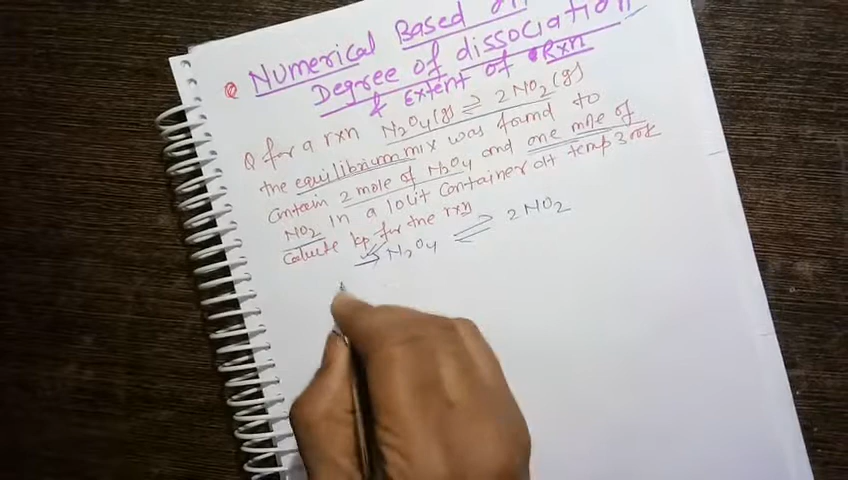 Numerical Based on
Degree of dissociation
& Extent of Rxn
Q for a rxn N2O4(g) ⇌ 2NO2(g)
the equilibrium mix was found to
Contain 2 mole of N2O4 and one mole of
NO2 in a 10 lit Container at temp 300K
Calculte kp for the rxn
N2O4 ⇌ 2NO2